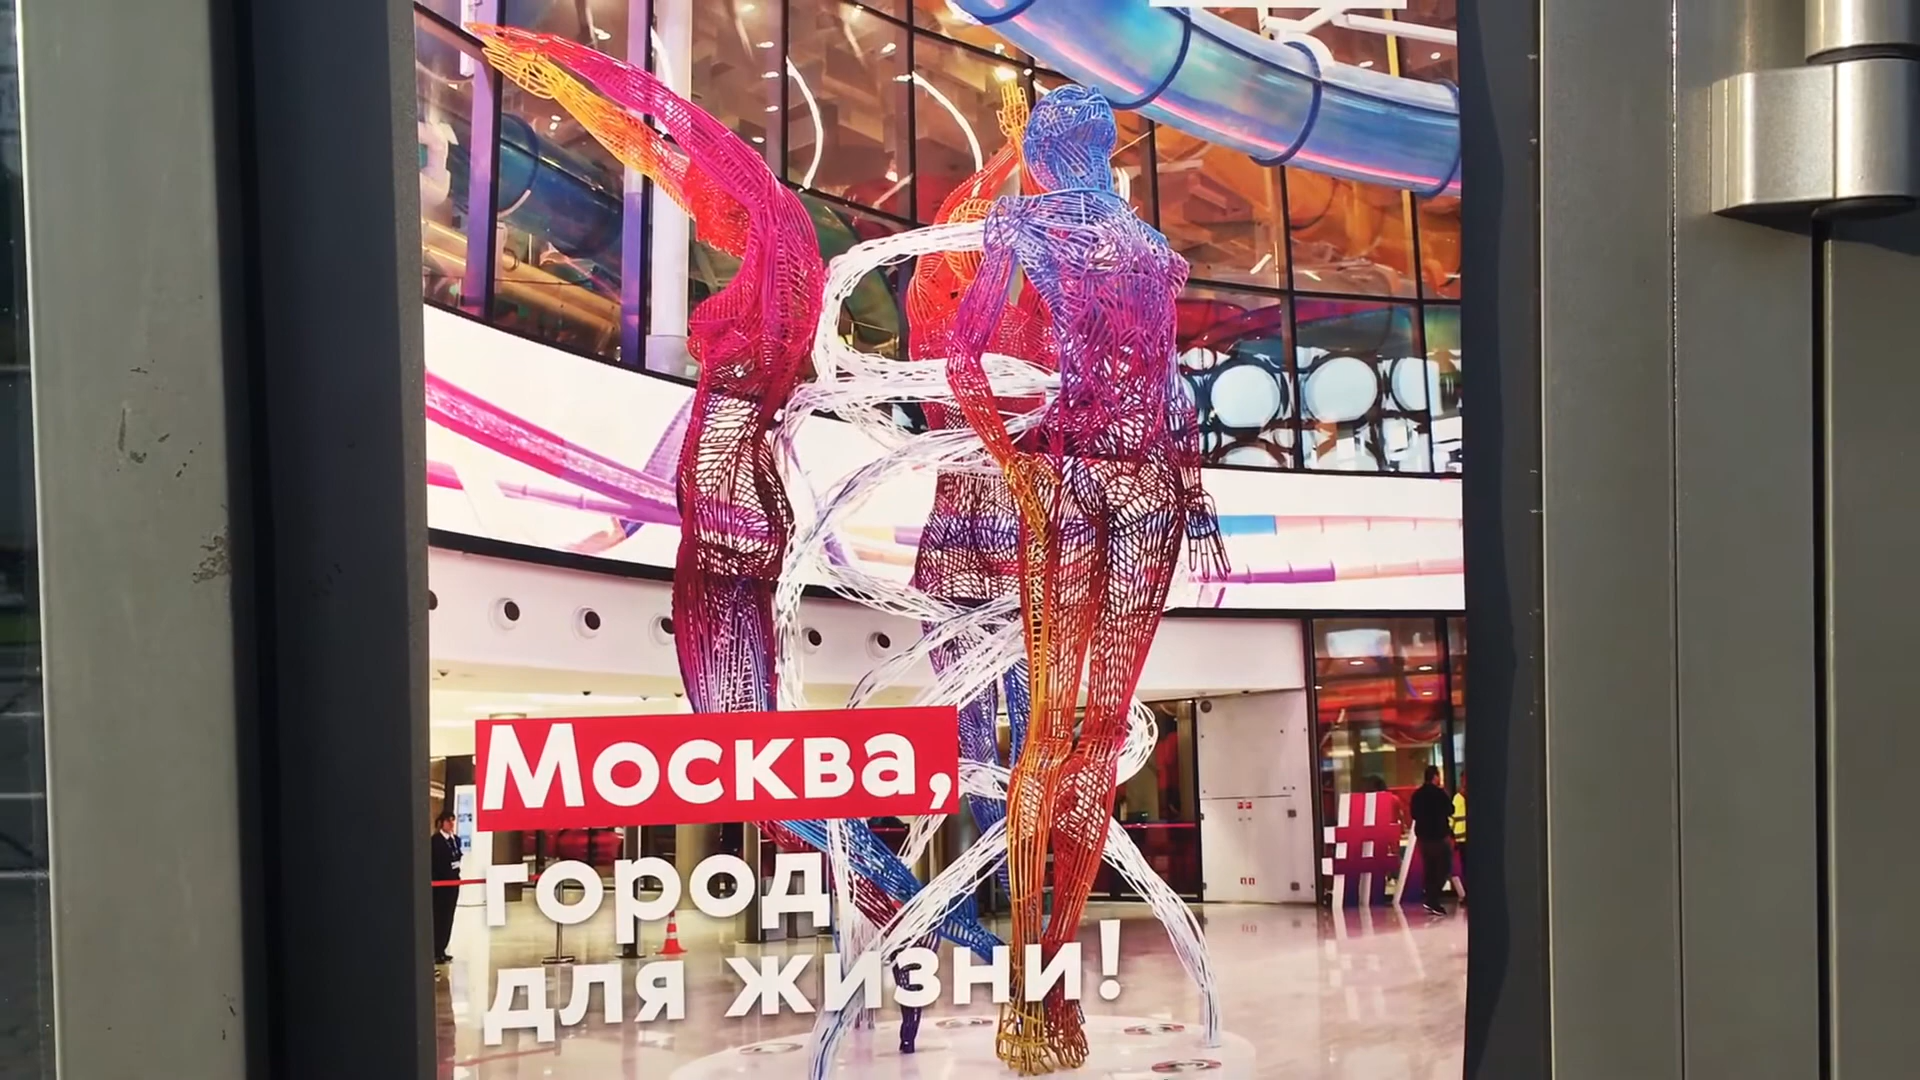 Москва,
город
для жизни!
#